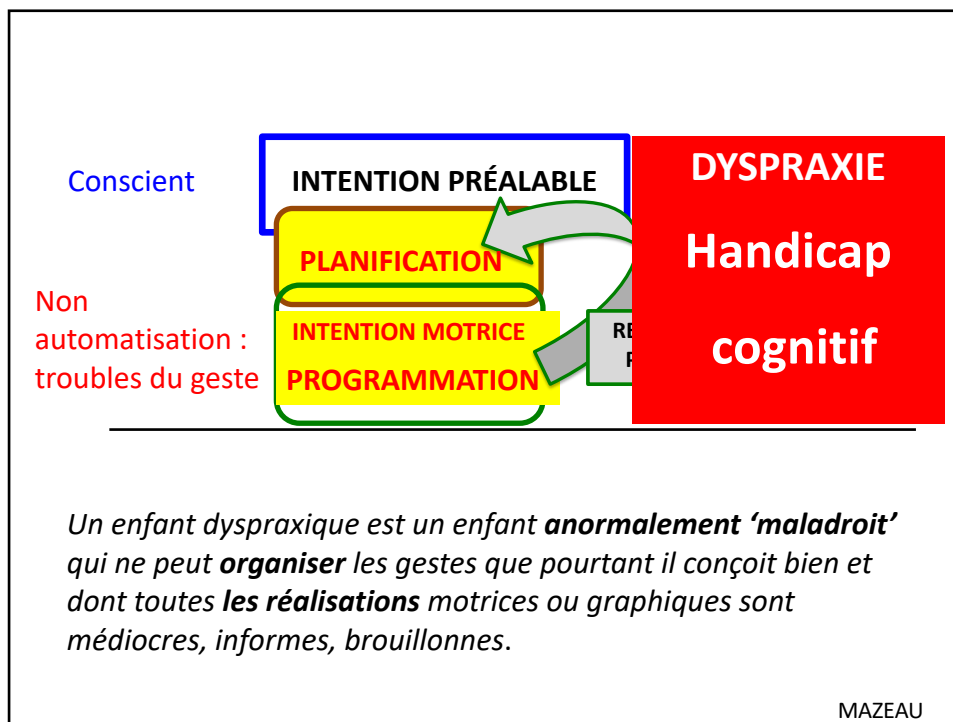 Conscient
INTENTION PRÉALABLE
DYSPRAXIE
Handicap
cognitif
PLANIFICATION
Non
automatisation :
troubles du geste
INTENTION MOTRICE
PROGRAMMATION
Un enfant dyspraxique est un enfant anormalement ‘maladroit’
qui ne peut organiser les gestes que pourtant il conçoit bien et
dont toutes les réalisations motrices ou graphiques sont
médiocres, informes, brouillonnes.
MAZEAU